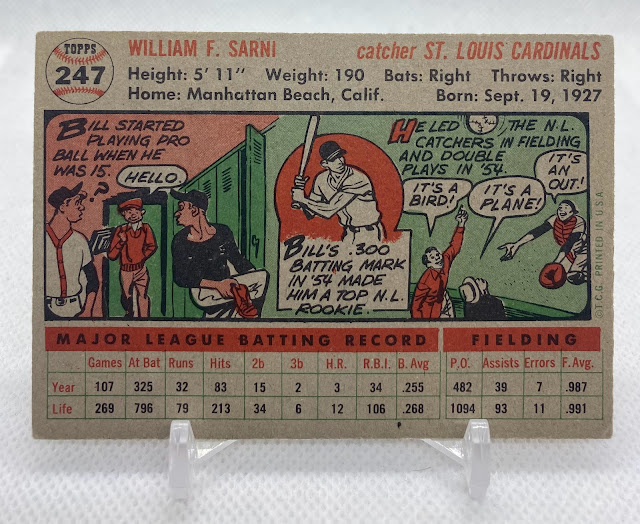 TOPPS
247
WILLIAM F. SARNI catcher ST. LOUIS CARDINALS
Height: 5' 11" Weight: 190 Bats: Right Throws: Right
Home: Manhattan Beach, Calif. Born: Sept. 19, 1927
BILL STARTED
PLAYING PRO
BALL WHEN HE
WAS 15.
?
HELLO.
BILL'S .300
BATTING MARK
IN '54 MADE
HIM A TOP N.L.
ROOKIE.
HE LED THE N.L.
CATCHERS IN FIELDING
AND DOUBLE
PLAYS IN '54.
IT'S A
BIRD!
IT'S A
PLANE!
IT'S
AN
OUT!
©T.C.G. PRINTED IN U.S.A.
MAJOR LEAGUE BATTING RECORD FIELDING
Games At Bat Runs Hits 2b 3b H.R. R.B.I. B. Avg P.O. Assists Errors F. Avg.
Year 107 325 32 83 15 2 3 34 .255 482 39 7 .987
Life 269 796 79 213 34 6 12 106 .268 1094 93 11 .991